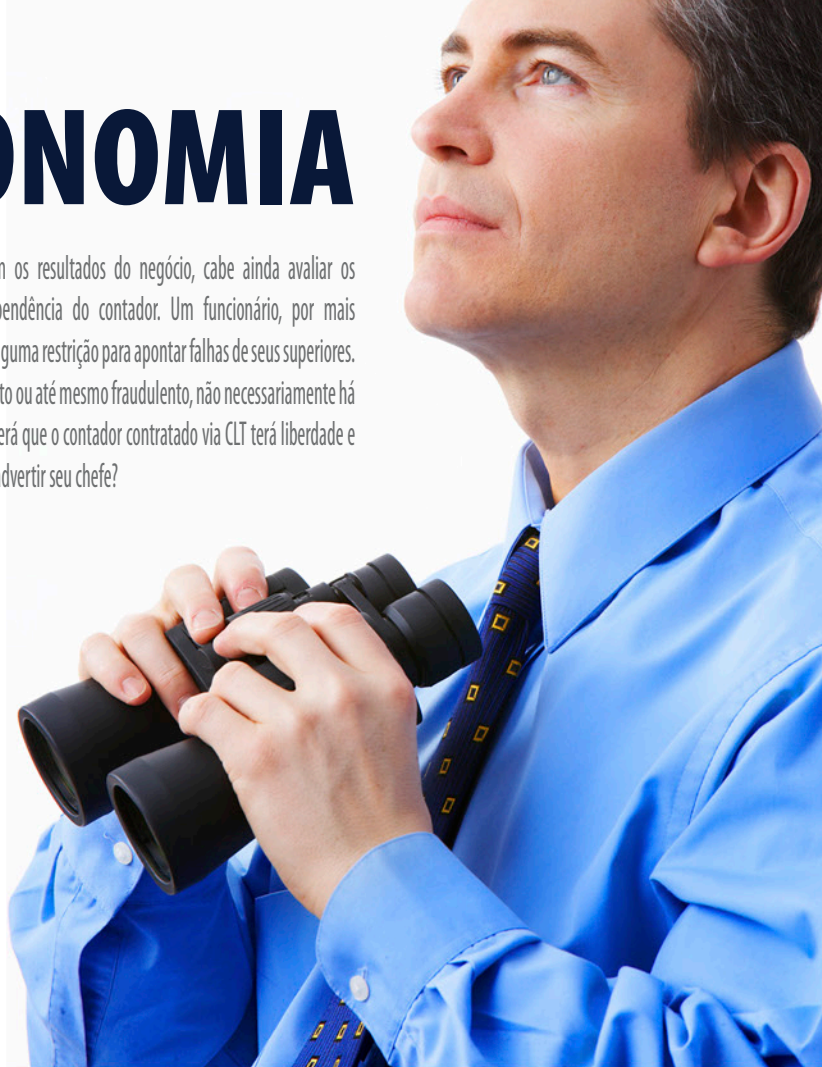 ONOMIA
os resultados do negócio, cabe ainda avaliar os
pendência do contador. Um funcionário, por mais
guma restrição para apontar falhas de seus superiores.
to ou até mesmo fraudulento, não necessariamente há
erá que o contador contratado via CLT terá liberdade e
dvertir seu chefe?